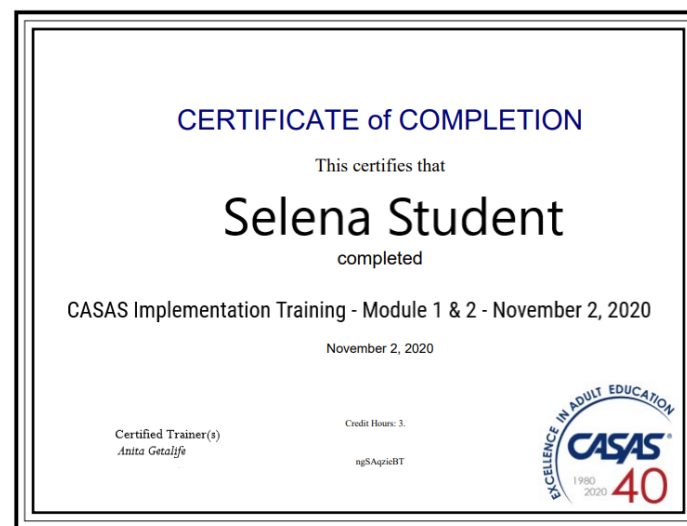 CERTIFICATE of COMPLETION
This certifies that
Selena Student
completed
CASAS Implementation Training - Module 1 & 2 - November 2, 2020
November 2, 2020
Certified Trainer(s)
Anita Getalife
Credit Hours: 3.
ngSAqzieBT
EXCELLENCE IN ADULT EDUCATION
CASAS®
1980
2020
40